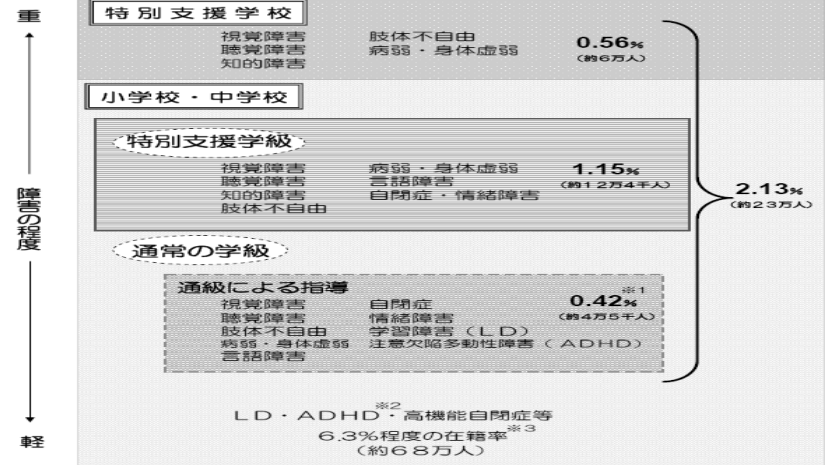 重
特別支援学校
視覚障害 肢体不自由
聴覚障害 病弱・身体虚弱
知的障害
0.56%
(約6万人)
小学校・中学校
特別支援学級
視覚障害 病弱・身体虚弱
聴覚障害 言語障害
知的障害 自閉症・情緒障害
肢体不自由
1.15%
(約12万4千人)
障害の程度
2.13%
(約23万人)
通常の学級
通級による指導
視覚障害 自閉症
聴覚障害 情緒障害
肢体不自由 学習障害(LD)
病弱・身体虚弱 注意欠陥多動性障害(ADHD)
言語障害
※1
0.42%
(約4万5千人)
LD・ADHD・高機能自閉症等※2
6.3%程度の在籍率※3
(約68万人)
軽